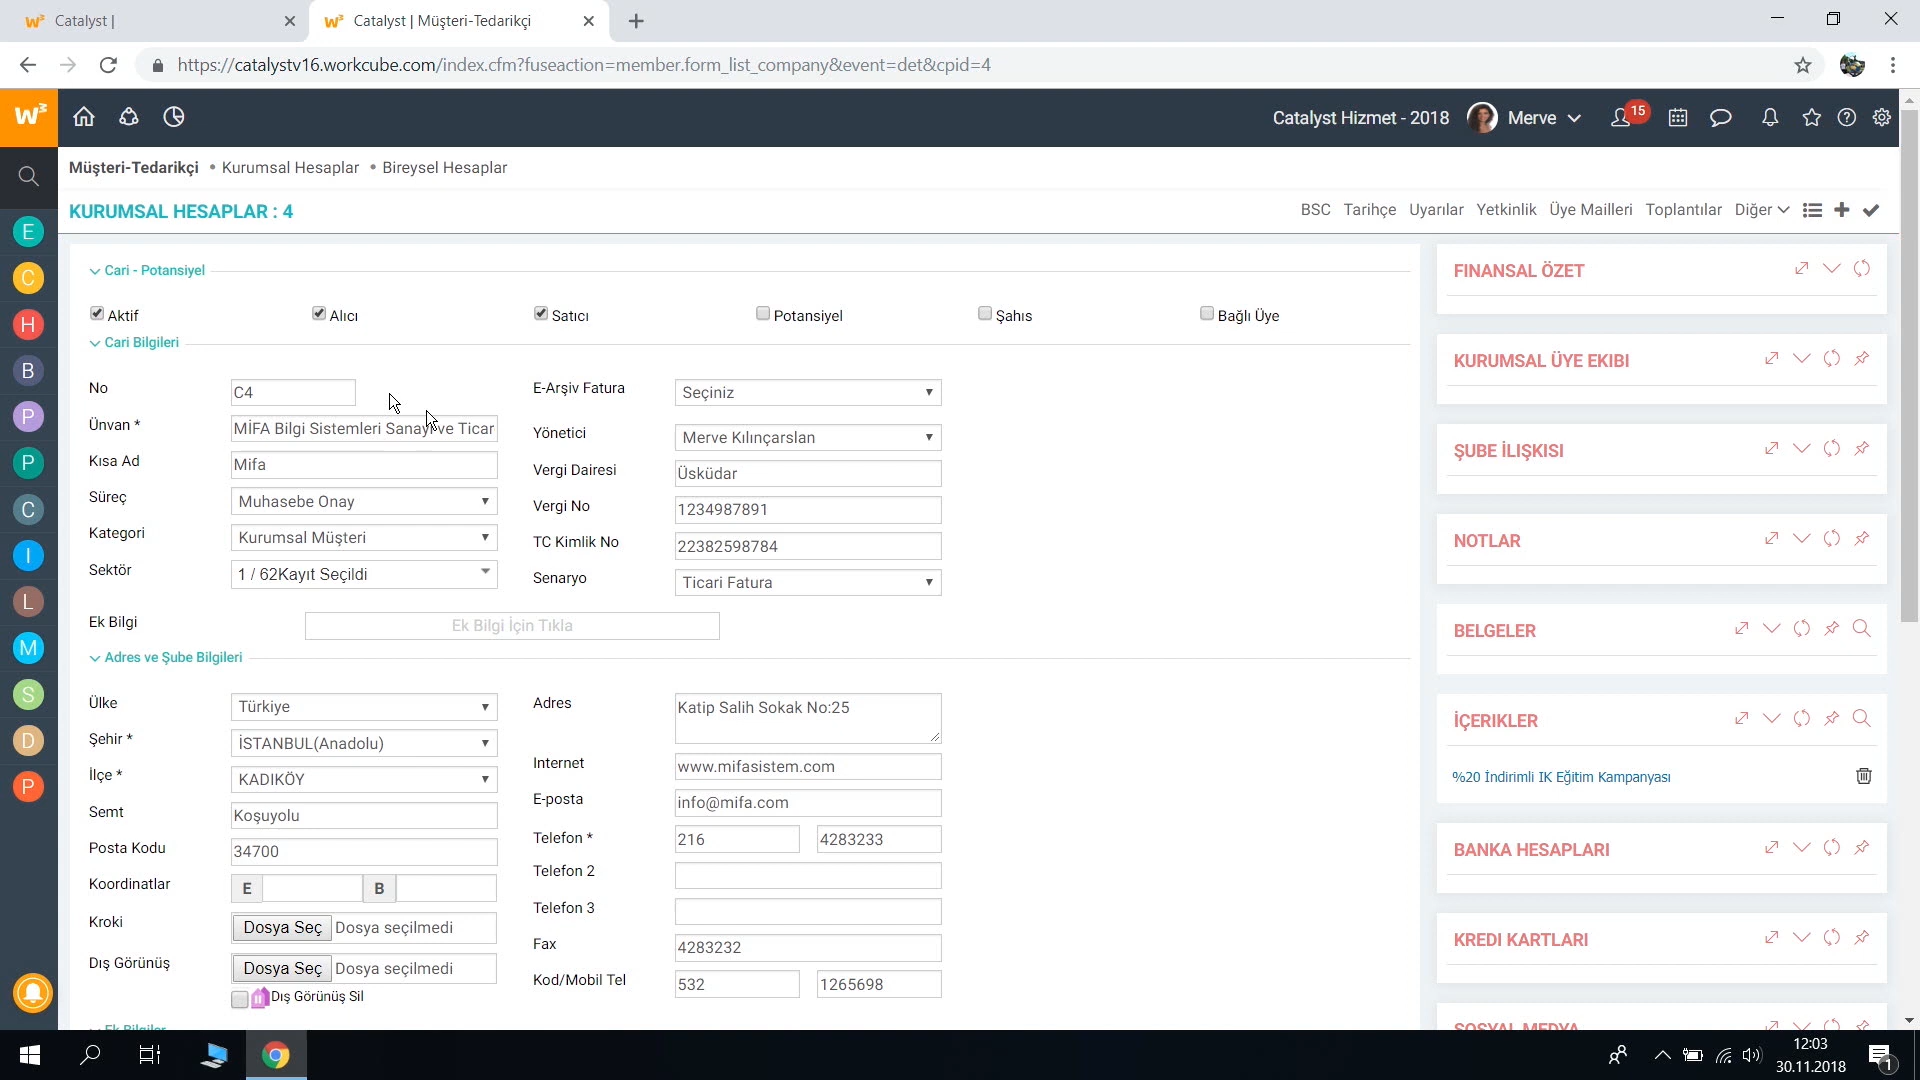 Catalyst |
Catalyst | Müşteri-Tedarikçi
https://catalystv16.workcube.com/index.cfm?fuseaction=member.form_list_company&event=det&cpid=4
w3
Catalyst Hizmet - 2018
Merve
15
Müşteri-Tedarikçi • Kurumsal Hesaplar • Bireysel Hesaplar
KURUMSAL HESAPLAR : 4
BSC Tarihçe Uyarılar Yetkinlik Üye Mailleri Toplantılar Diğer
E
C
H
B
P
P
C
I
L
M
S
D
P
Cari - Potansiyel
Aktif
Alıcı
Satıcı
Potansiyel
Şahıs
Bağlı Üye
Cari Bilgileri
No
C4
Ünvan *
MİFA Bilgi Sistemleri Sanayi ve Ticar
Kısa Ad
Mifa
Süreç
Muhasebe Onay
Kategori
Kurumsal Müşteri
Sektör
1 / 62Kayıt Seçildi
E-Arşiv Fatura
Seçiniz
Yönetici
Merve Kılınçarslan
Vergi Dairesi
Üsküdar
Vergi No
1234987891
TC Kimlik No
22382598784
Senaryo
Ticari Fatura
Ek Bilgi
Ek Bilgi İçin Tıkla
Adres ve Şube Bilgileri
Ülke
Türkiye
Şehir *
İSTANBUL(Anadolu)
İlçe *
KADIKÖY
Semt
Koşuyolu
Posta Kodu
34700
Koordinatlar
E
B
Kroki
Dosya Seç Dosya seçilmedi
Dış Görünüş
Dosya Seç Dosya seçilmedi
Dış Görünüş Sil
Adres
Katip Salih Sokak No:25
Internet
www.mifasistem.com
E-posta
info@mifa.com
Telefon *
216
4283233
Telefon 2
Telefon 3
Fax
4283232
Kod/Mobil Tel
532
1265698
Ek Bilgiler
FINANSAL ÖZET
KURUMSAL ÜYE EKIBI
ŞUBE İLIŞKISI
NOTLAR
BELGELER
İÇERIKLER
%20 İndirimli IK Eğitim Kampanyası
BANKA HESAPLARI
KREDI KARTLARI
SOSYAL MEDYA
12:03
30.11.2018
1